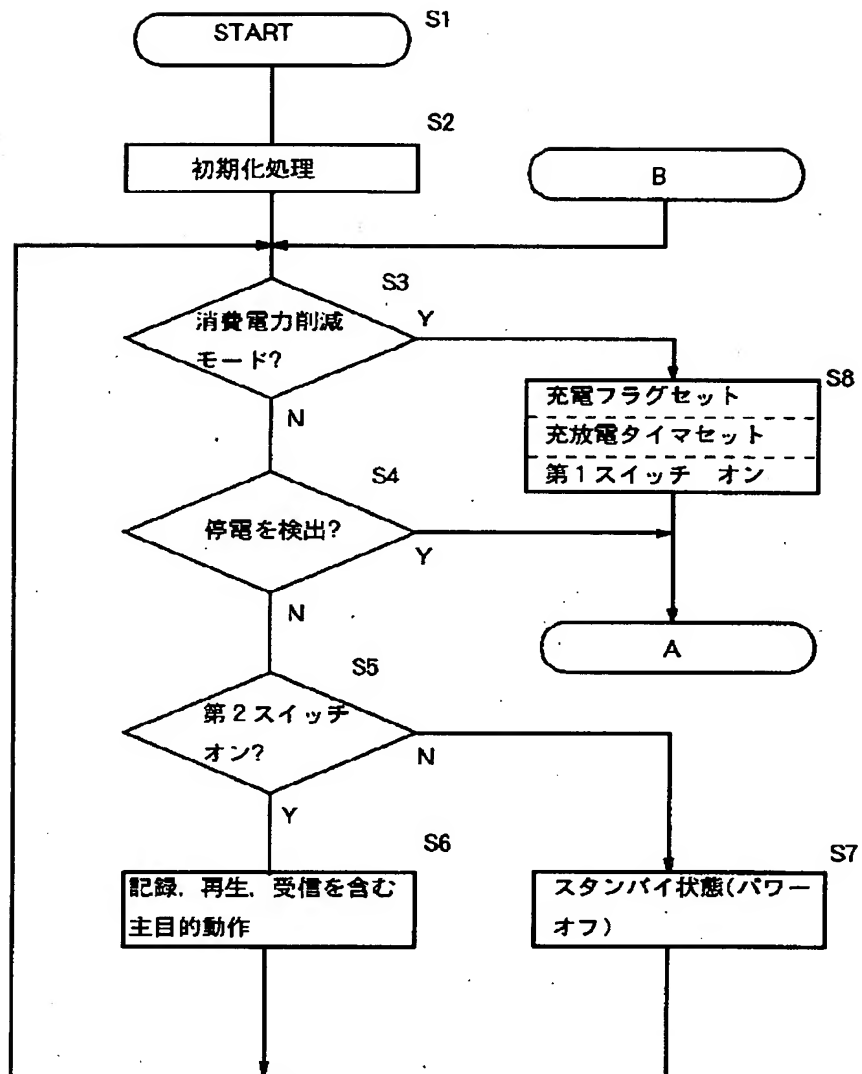 START
S1
S2
初期化処理
B
S3
消費電力削減
モード?
Y
N
S8
充電フラグセット
充放電タイマセット
第1スイッチ オン
S4
停電を検出?
Y
N
A
S5
第2スイッチ
オン?
N
Y
S6
記録, 再生, 受信を含む
主目的動作
S7
スタンバイ状態(パワー
オフ)